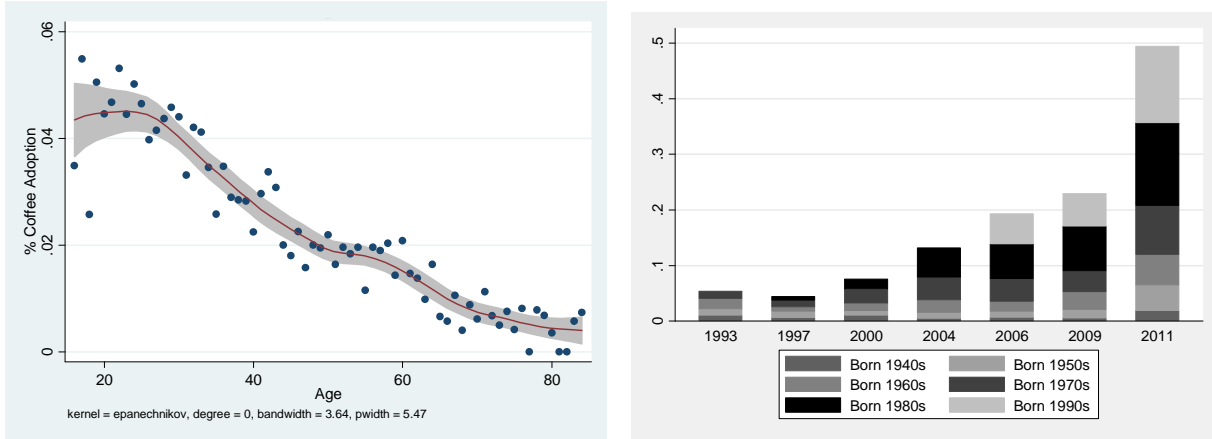 % Coffee Adoption
.06
.04
.02
0
20 40 60 80
Age
kernel = epanechnikov, degree = 0, bandwidth = 3.64, pwidth = 5.47
.5
.4
.3
.2
.1
0
1993 1997 2000 2004 2006 2009 2011
Born 1940s Born 1950s
Born 1960s Born 1970s
Born 1980s Born 1990s